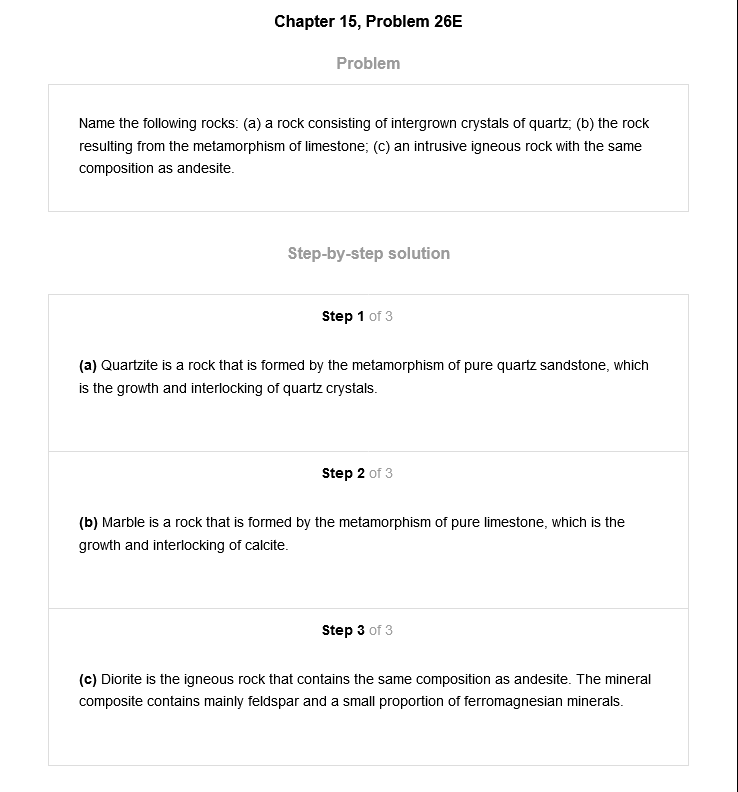 Chapter 15, Problem 26E
Problem
Name the following rocks: (a) a rock consisting of intergrown crystals of quartz; (b) the rock
resulting from the metamorphism of limestone; (c) an intrusive igneous rock with the same
composition as andesite.
Step-by-step solution
Step 1 of 3
(a) Quartzite is a rock that is formed by the metamorphism of pure quartz sandstone, which
is the growth and interlocking of quartz crystals.
Step 2 of 3
(b) Marble is a rock that is formed by the metamorphism of pure limestone, which is the
growth and interlocking of calcite.
Step 3 of 3
(c) Diorite is the igneous rock that contains the same composition as andesite. The mineral
composite contains mainly feldspar and a small proportion of ferromagnesian minerals.